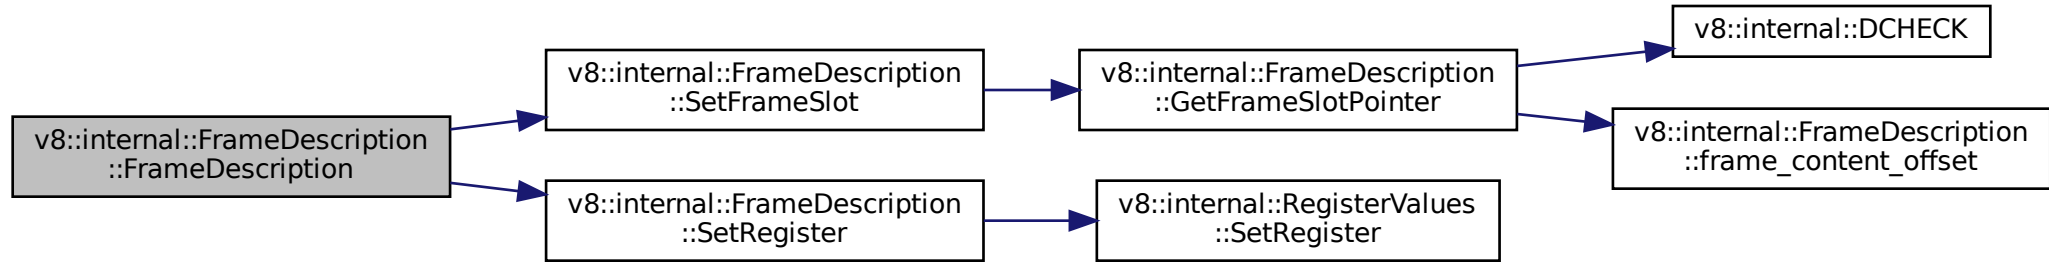 v8::internal::FrameDescription
::FrameDescription
v8::internal::FrameDescription
::SetFrameSlot
v8::internal::FrameDescription
::GetFrameSlotPointer
v8::internal::DCHECK
v8::internal::FrameDescription
::frame_content_offset
v8::internal::FrameDescription
::SetRegister
v8::internal::RegisterValues
::SetRegister